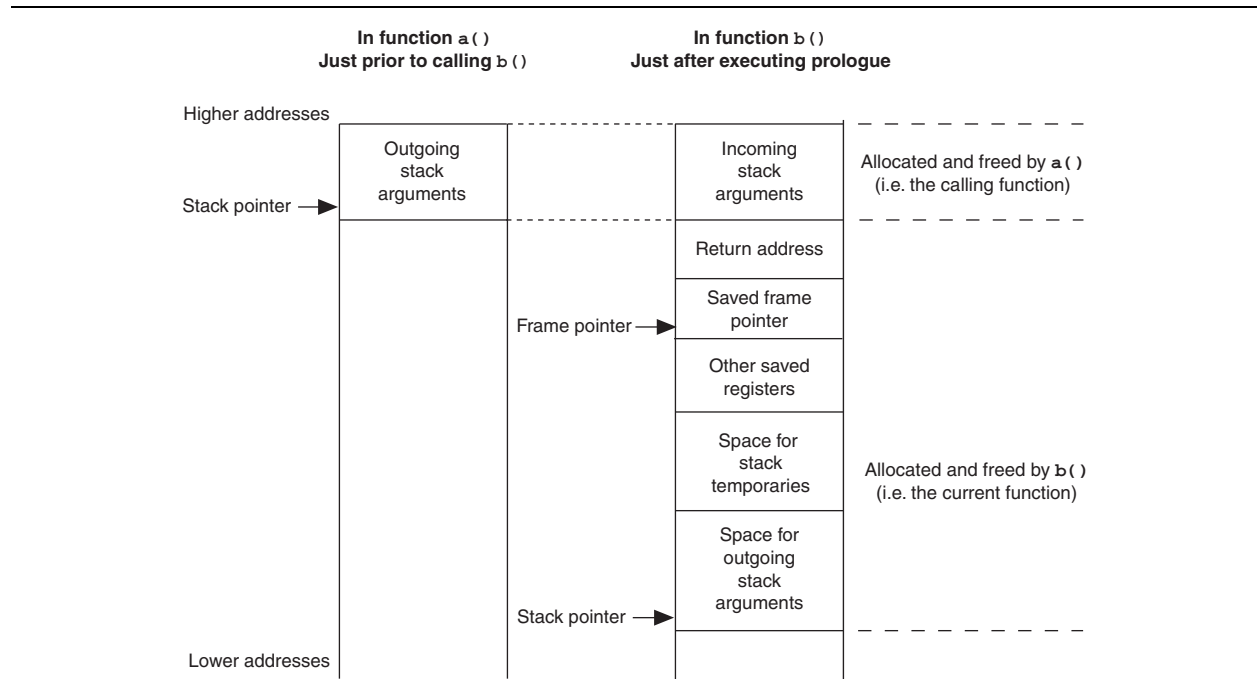 In function a()
Just prior to calling b()
In function b()
Just after executing prologue
Higher addresses
Outgoing
stack
arguments
Incoming
stack
arguments
Allocated and freed by a()
(i.e. the calling function)
Stack pointer
Return address
Saved frame
pointer
Frame pointer
Other saved
registers
Space for
stack
temporaries
Allocated and freed by b()
(i.e. the current function)
Space for
outgoing
stack
arguments
Stack pointer
Lower addresses